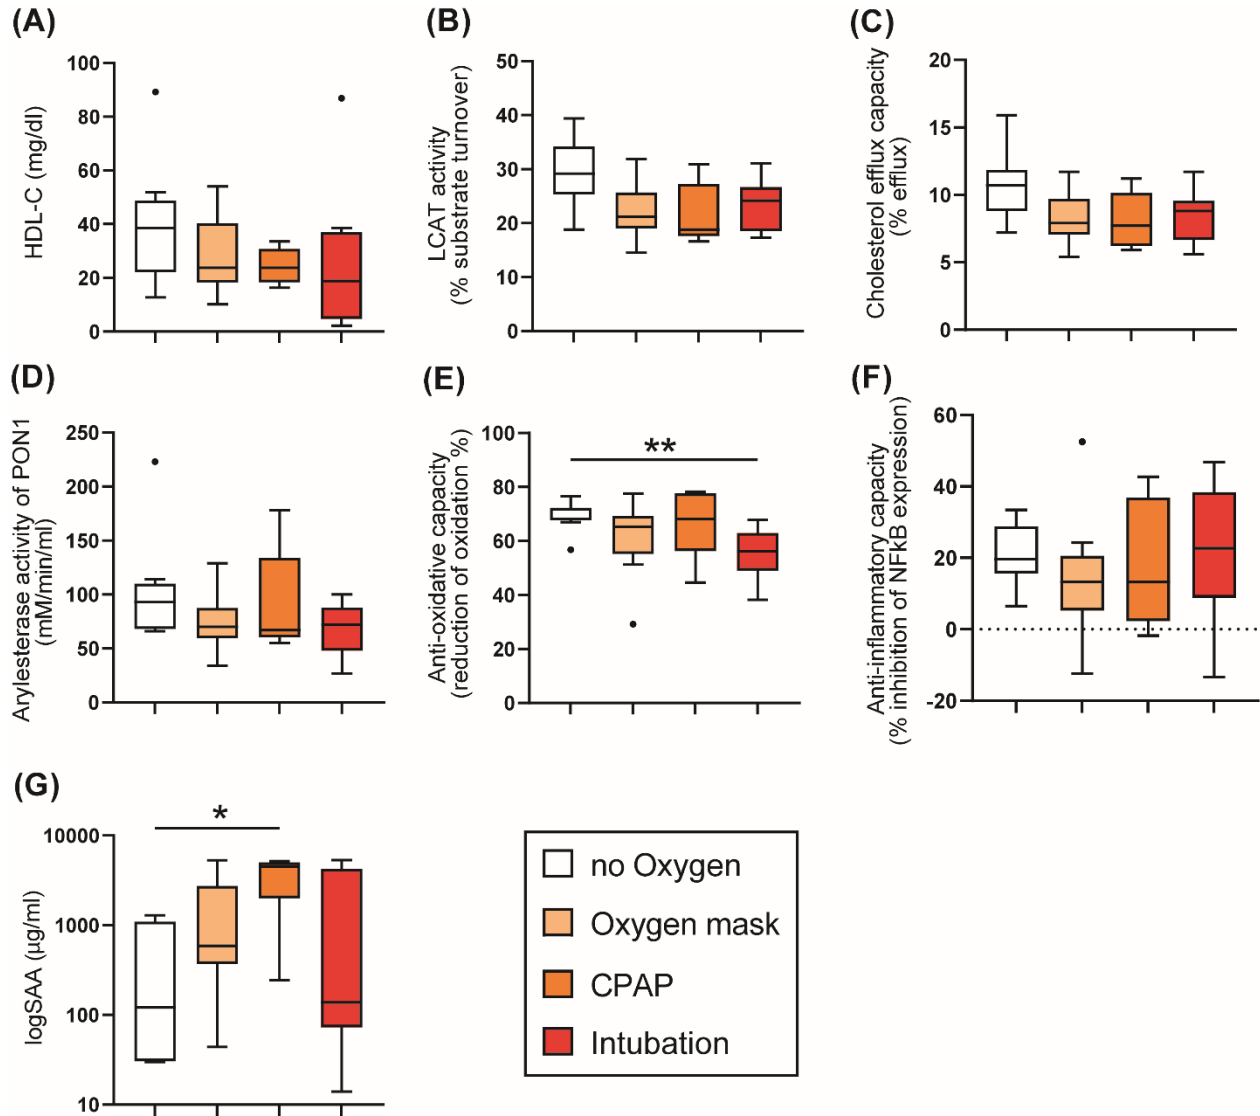 (A)
HDL-C (mg/dl)
100
80
60
40
20
0
(B)
LCAT activity
(% substrate turnover)
50
40
30
20
10
0
(C)
Cholesterol efflux capacity
(% efflux)
20
15
10
5
0
(D)
Arylesterase activity of PON1
(mM/min/ml)
250
200
150
100
50
0
(E)
Anti-oxidative capacity
(reduction of oxidation %)
100
80
60
40
20
0
**
(F)
Anti-inflammatory capacity
(% inhibition of NFkB expression)
60
40
20
0
-20
(G)
logSAA (µg/ml)
10000
1000
100
10
*
no Oxygen
Oxygen mask
CPAP
Intubation